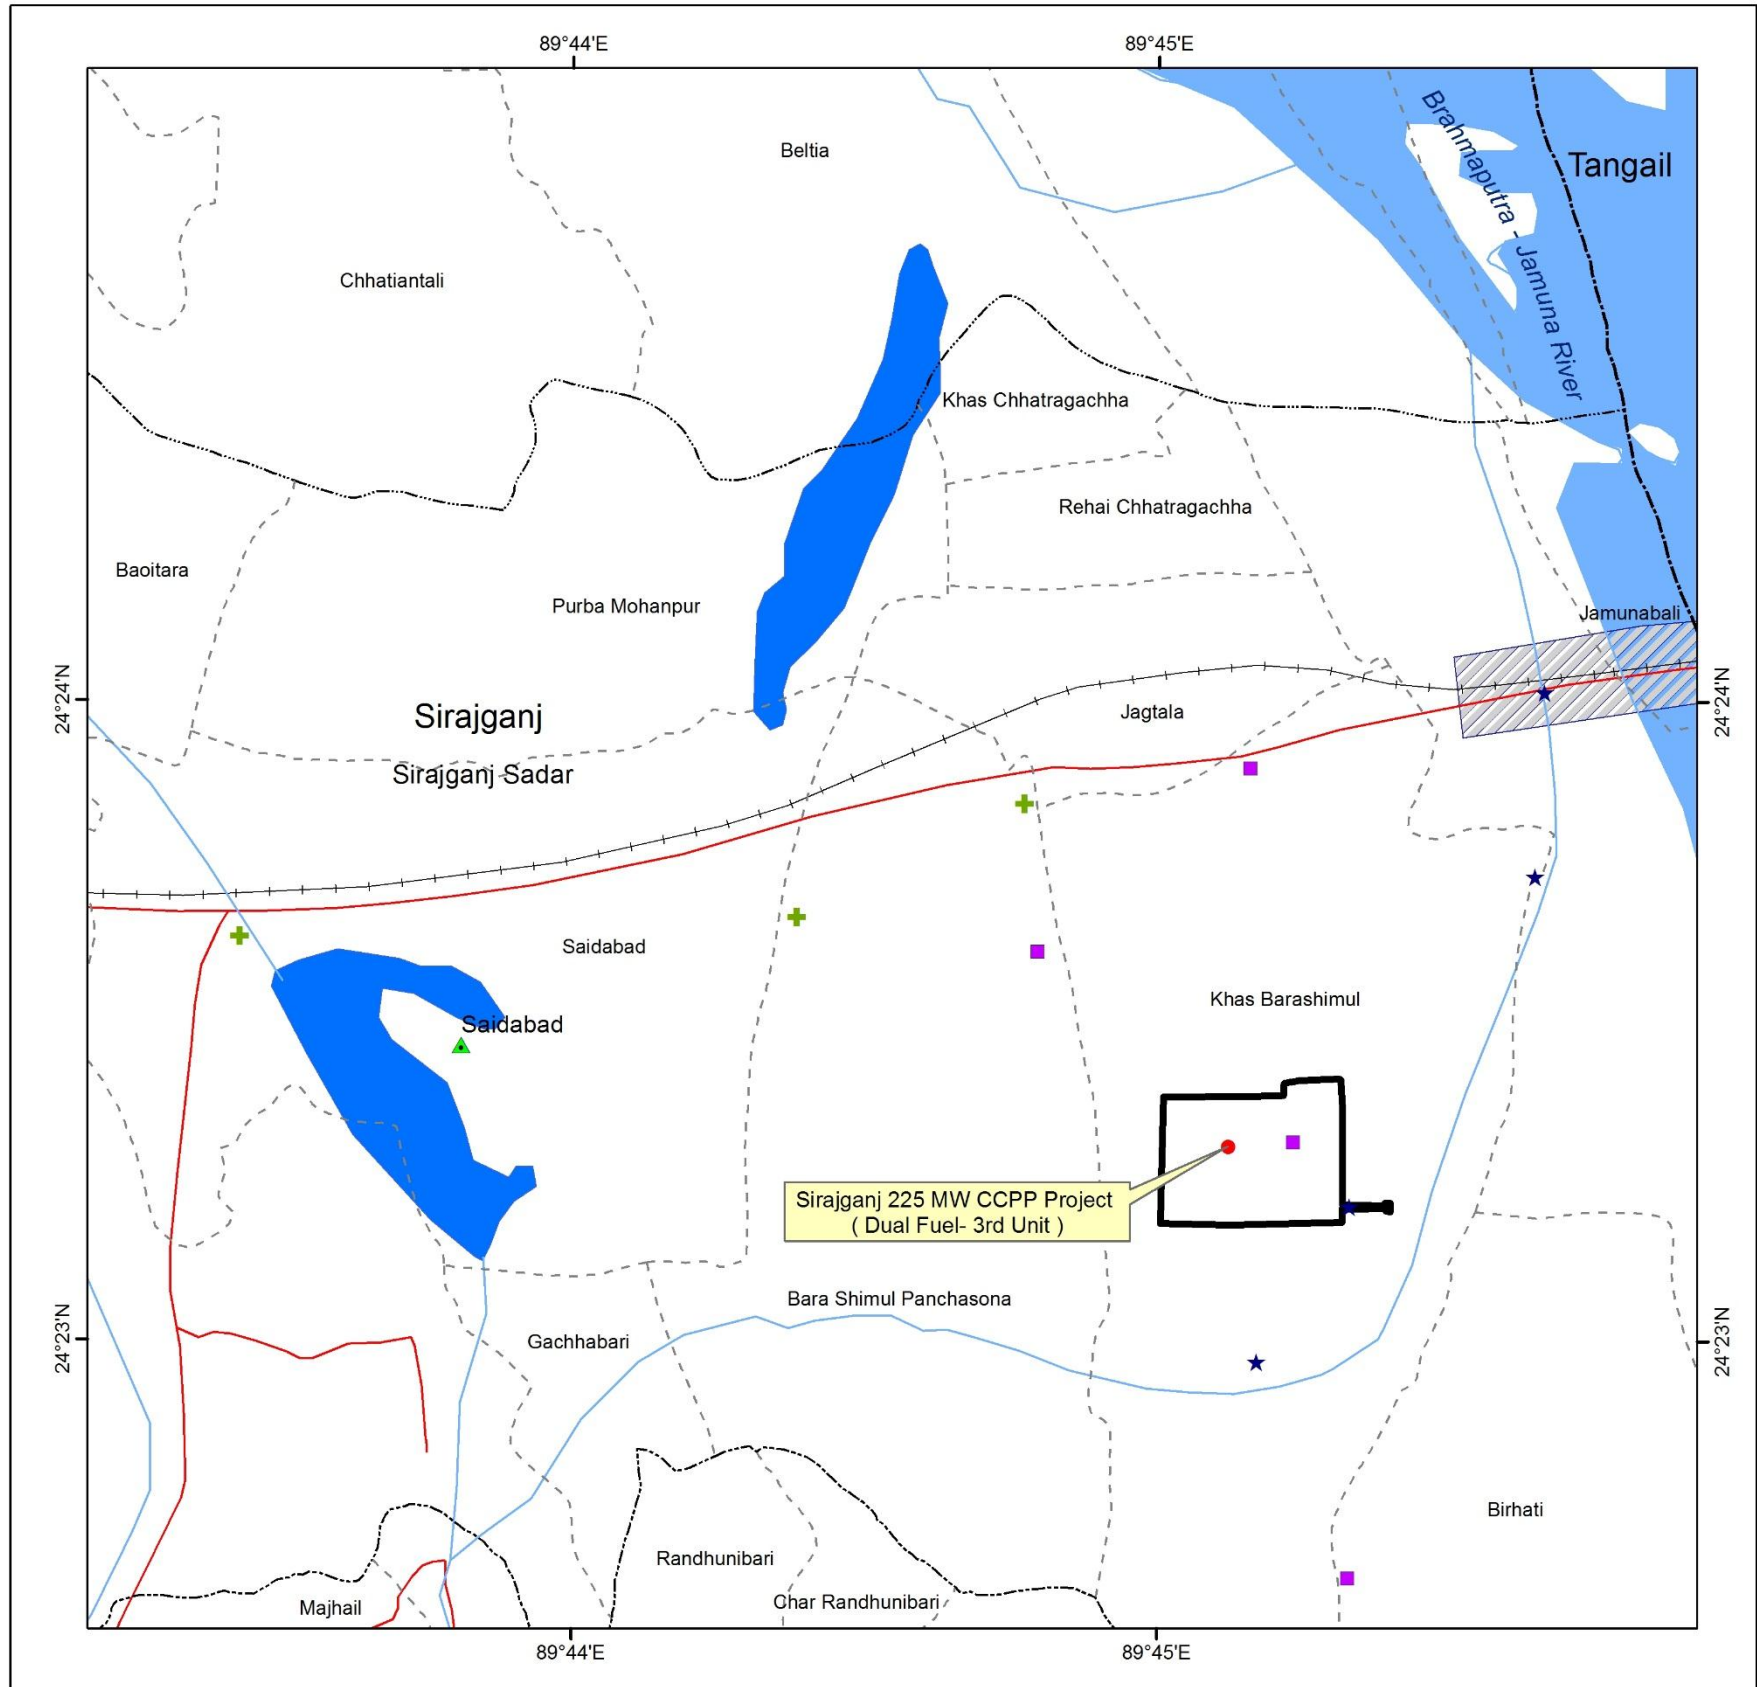 89°44'E
89°45'E
Beltia
Brahmaputra - Jamuna River
Tangail
Chhatiantali
Khas Chhatragachha
Rehai Chhatragachha
Baoitara
Purba Mohanpur
Jamunabali
24°24'N
24°24'N
Sirajganj
Jagtala
Sirajganj Sadar
Saidabad
Khas Barashimul
Saidabad
Sirajganj 225 MW CCPP Project
( Dual Fuel- 3rd Unit )
Bara Shimul Panchasona
24°23'N
Gachhabari
24°23'N
Birhati
Randhunibari
Char Randhunibari
Majhail
89°44'E
89°45'E